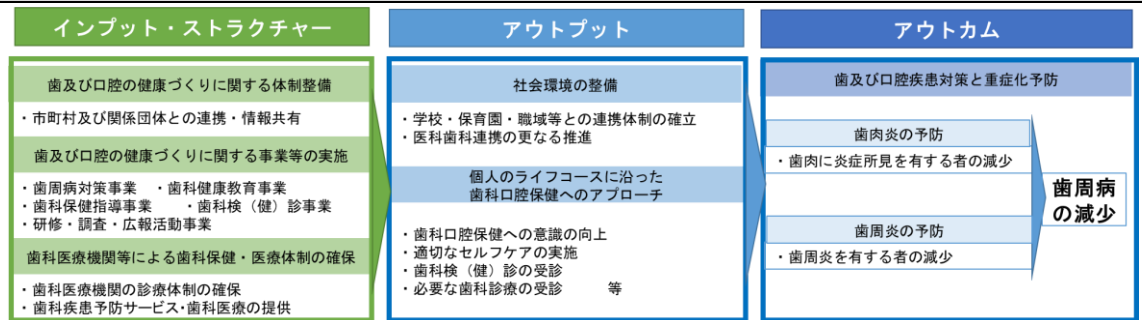 インプット・ストラクチャー
歯及び口腔の健康づくりに関する体制整備
・市町村及び関係団体との連携・情報共有
歯及び口腔の健康づくりに関する事業等の実施
・歯周病対策事業　・歯科健康教育事業
・歯科保健指導事業　・歯科検（健）診事業
・研修・調査・広報活動事業
歯科医療機関等による歯科保健・医療体制の確保
・歯科医療機関の診療体制の確保
・歯科疾患予防サービス・歯科医療の提供
アウトプット
社会環境の整備
・学校・保育園・職域等との連携体制の確立
・医科歯科連携の更なる推進
個人のライフコースに沿った
歯科口腔保健へのアプローチ
・歯科口腔保健への意識の向上
・適切なセルフケアの実施
・歯科検（健）診の受診
・必要な歯科診療の受診　等
アウトカム
歯及び口腔疾患対策と重症化予防
歯肉炎の予防
・歯肉に炎症所見を有する者の減少
歯周炎の予防
・歯周炎を有する者の減少
歯周病
の減少